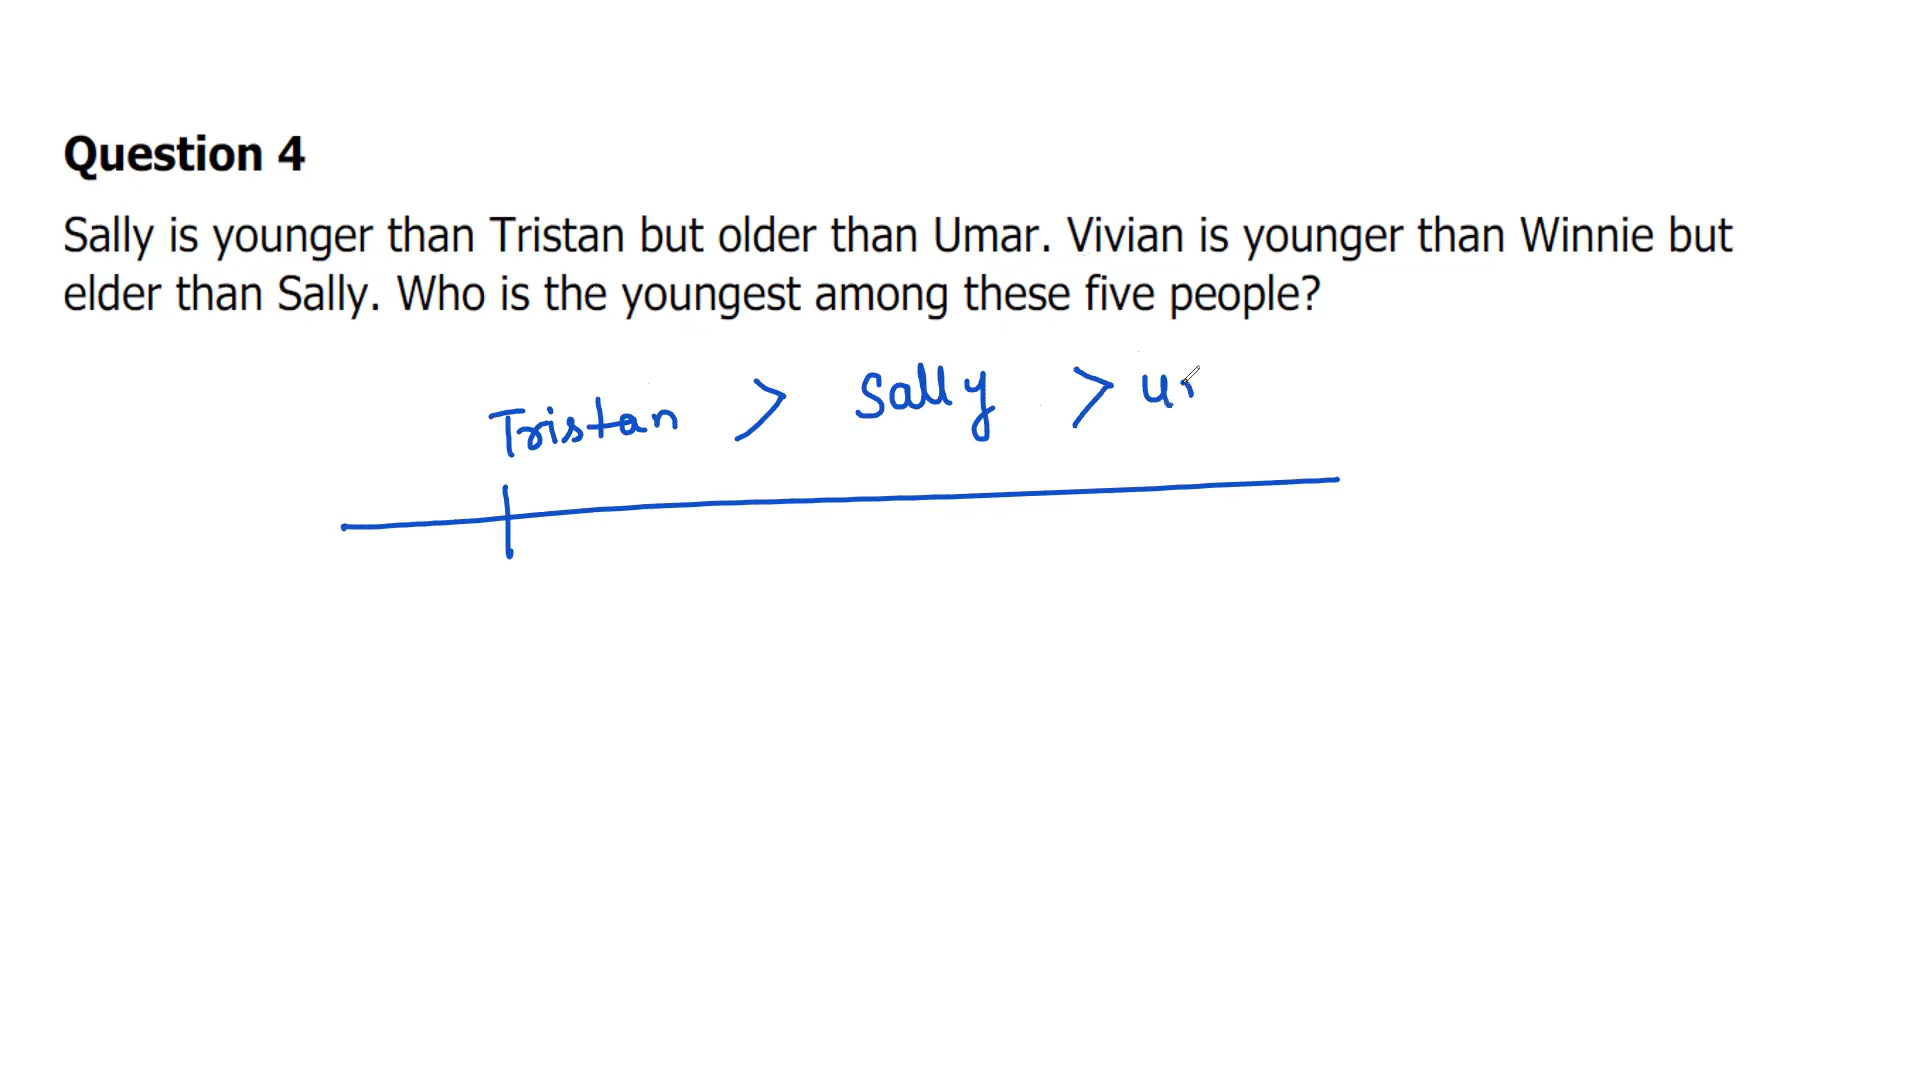 Question 4
Sally is younger than Tristan but older than Umar. Vivian is younger than Winnie but
elder than Sally. Who is the youngest among these five people?
Tristan > Sally > U